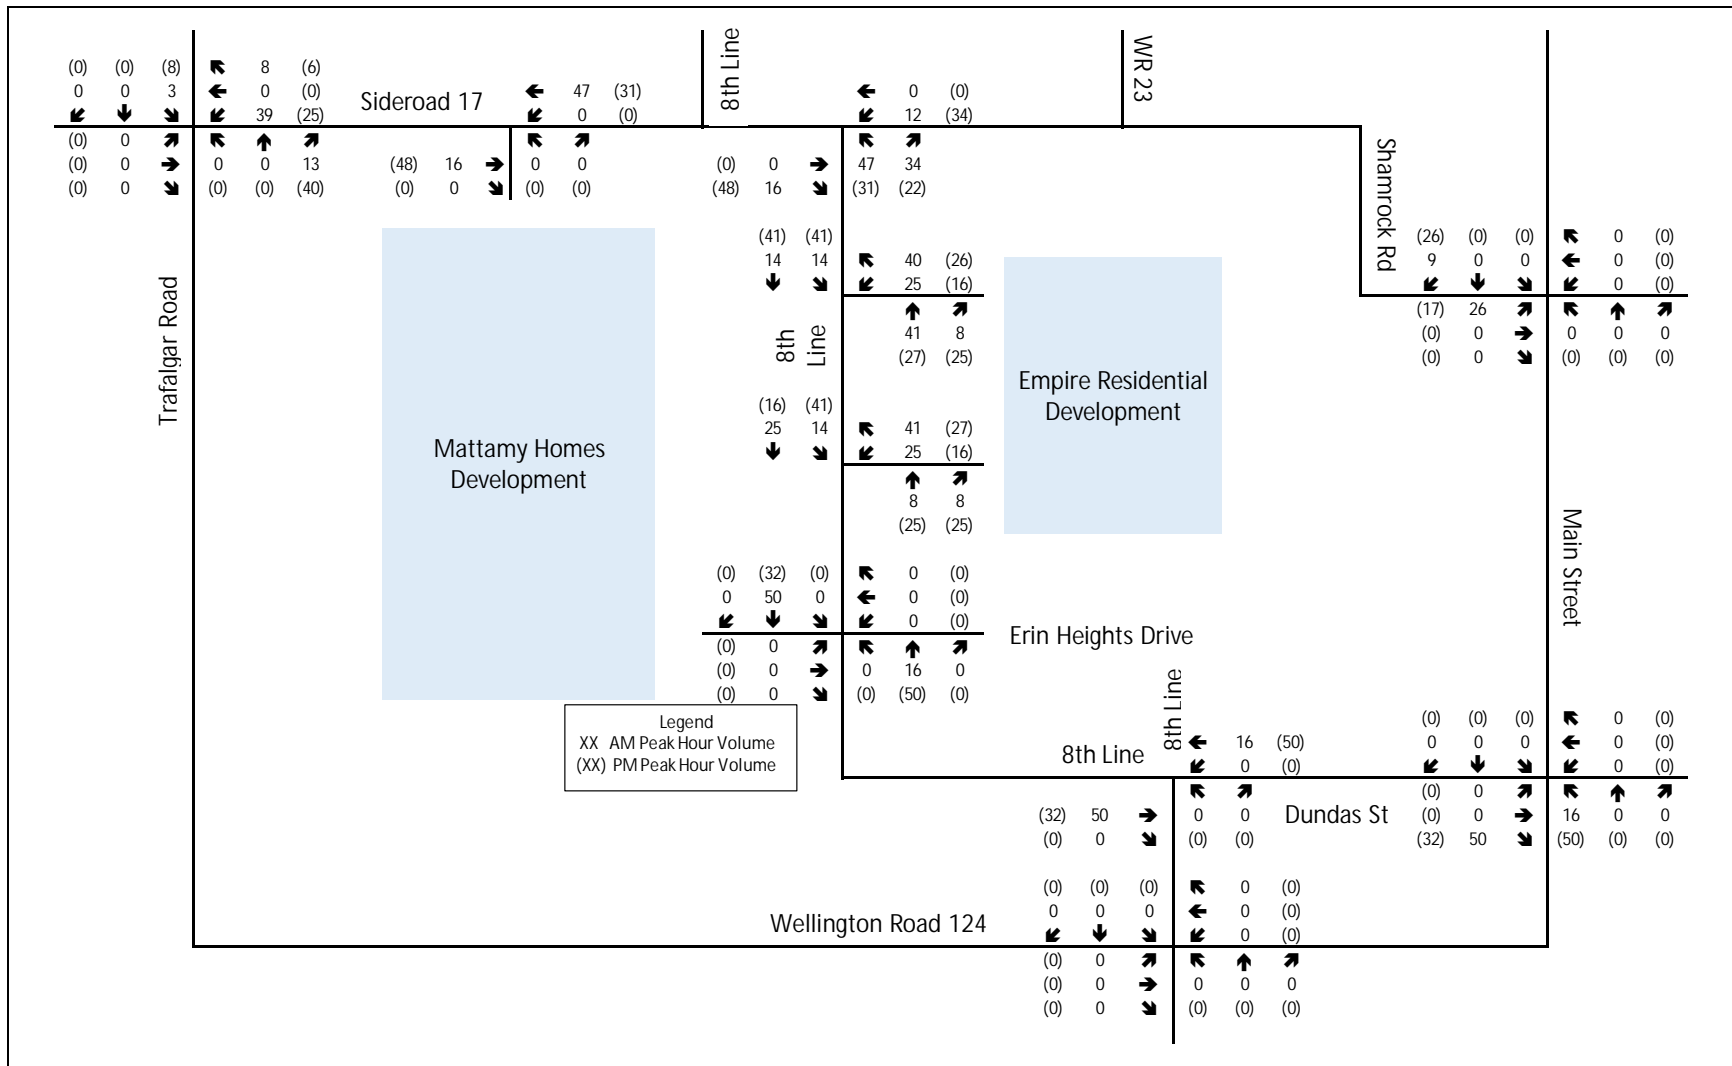 (0) (0) (8) 8 (6)
0 0 3 0 (0)
39 (25)
(0) 0
(0) 0 0 0 13
(0) 0 (0) (0) (40)
Sideroad 17
47 (31)
0 (0)
(48) 16 0 0
(0) 0 (0) (0)
8th Line
0 (0)
12 (34)
(0) 0 47 34
(48) 16 (31) (22)
WR 23
Shamrock Rd
(26) (0) (0) 0 (0)
9 0 0 0 (0)
0 (0)
(17) 26
(0) 0 0 0 0
(0) 0 (0) (0) (0)
Trafalgar Road
(41) (41)
14 14 40 (26)
25 (16)
41 8
(27) (25)
8th
Line
(16) (41)
25 14 41 (27)
25 (16)
8 8
(25) (25)
Mattamy Homes
Development
Empire Residential
Development
Main Street
(0) (32) (0) 0 (0)
0 50 0 0 (0)
0 (0)
(0) 0
(0) 0 0 16 0
(0) 0 (0) (50) (0)
Erin Heights Drive
Legend
XX AM Peak Hour Volume
(XX) PM Peak Hour Volume
8th Line
8th Line
16 (50)
0 (0)
(32) 50 0 0
(0) 0 (0) (0)
Dundas St
(0) (0) (0) 0 (0)
0 0 0 0 (0)
0 (0)
(0) 0
(0) 0 16 0 0
(32) 50 (50) (0) (0)
Wellington Road 124
(0) (0) (0) 0 (0)
0 0 0 0 (0)
0 (0)
(0) 0
(0) 0 0 0 0
(0) 0 (0) (0) (0)